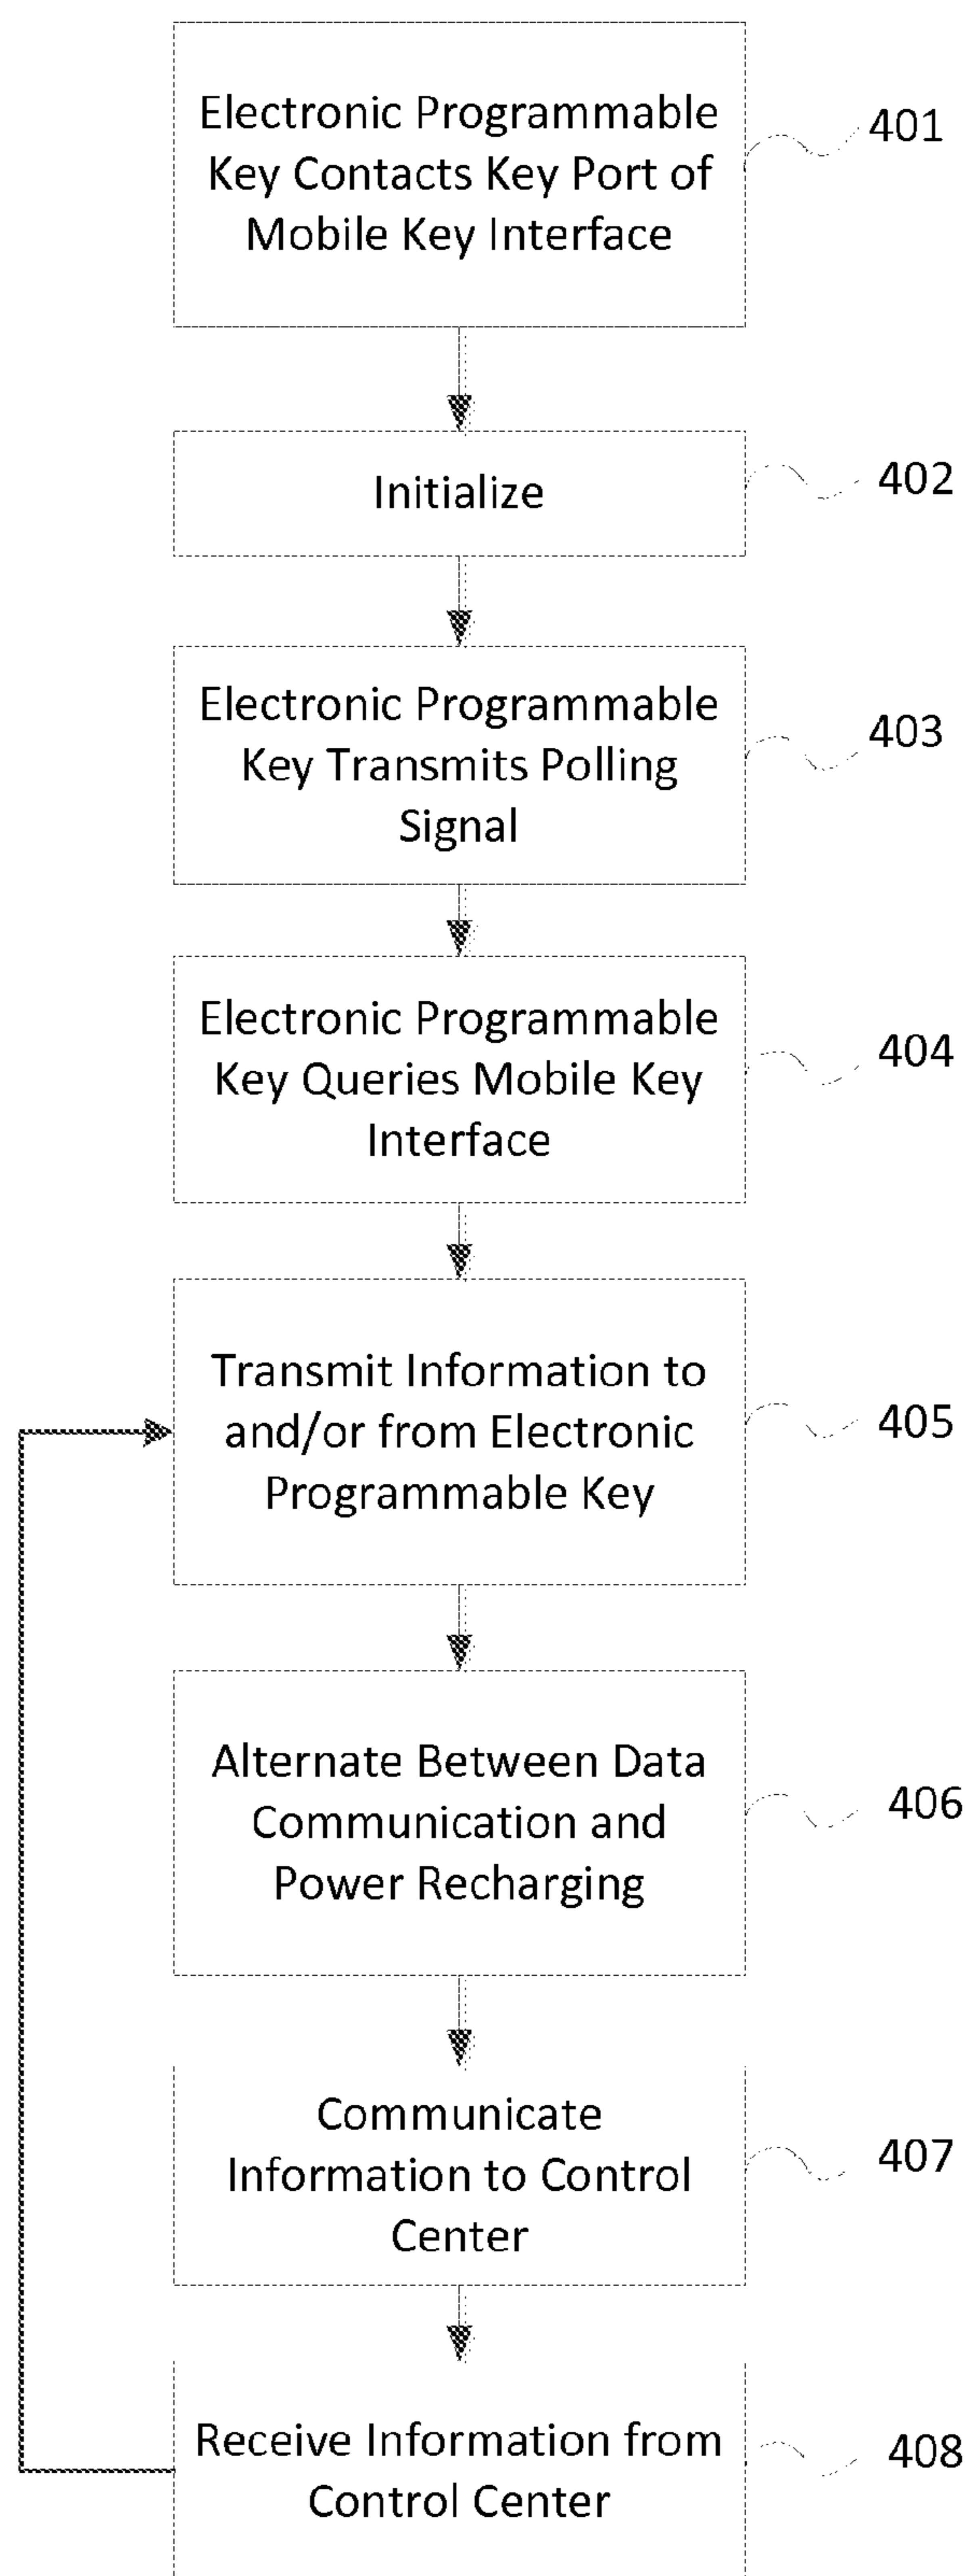 Electronic Programmable
Key Contacts Key Port of
Mobile Key Interface
401
Initialize
402
Electronic Programmable
Key Transmits Polling
Signal
403
Electronic Programmable
Key Queries Mobile Key
Interface
404
Transmit Information to
and/or from Electronic
Programmable Key
405
Alternate Between Data
Communication and
Power Recharging
406
Communicate
Information to Control
Center
407
Receive Information from
Control Center
408